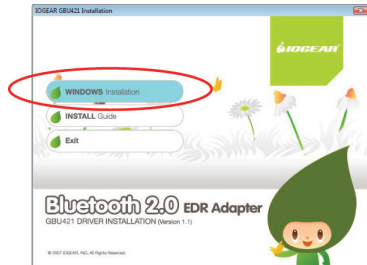 IOGEAR GBU421 Installation
IOGEAR
WINDOWS Installation
INSTALL Guide
Exit
Bluetooth 2.0 EDR Adapter
GBU421 DRIVER INSTALLATION (Version 1.1)
© 2007 IOGEAR, INC. All Rights Reserved.